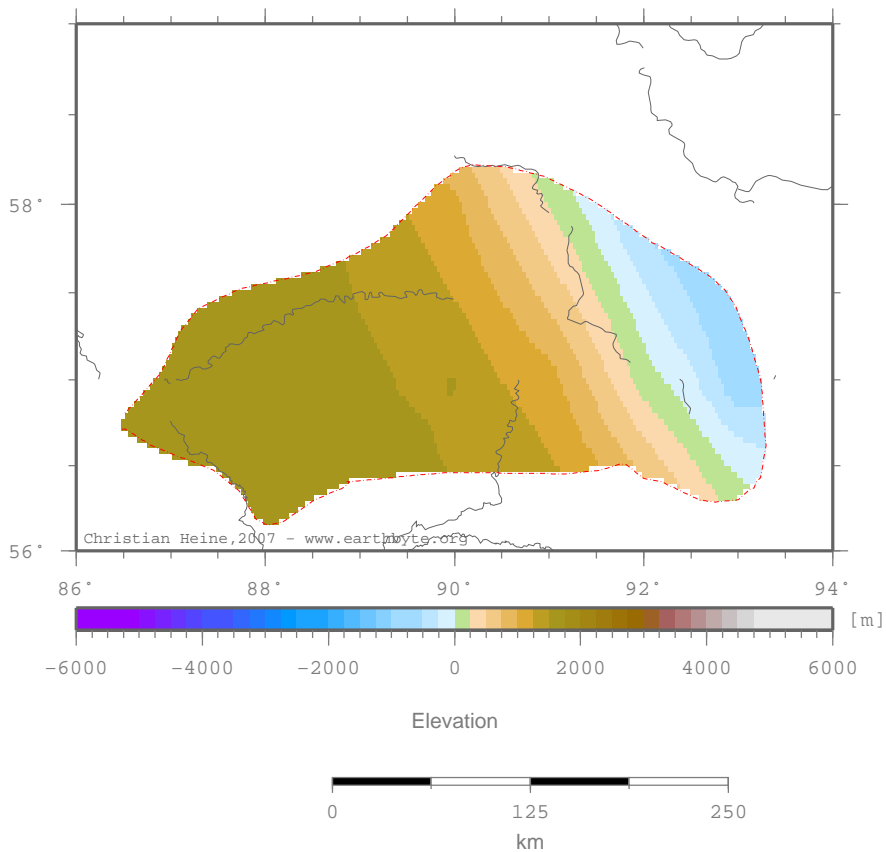 58°
56°
Christian Heine,2007 - www.earthbyte.org
86° 88° 90° 92° 94°
[m]
-6000 -4000 -2000 0 2000 4000 6000
Elevation
0 125 250
km